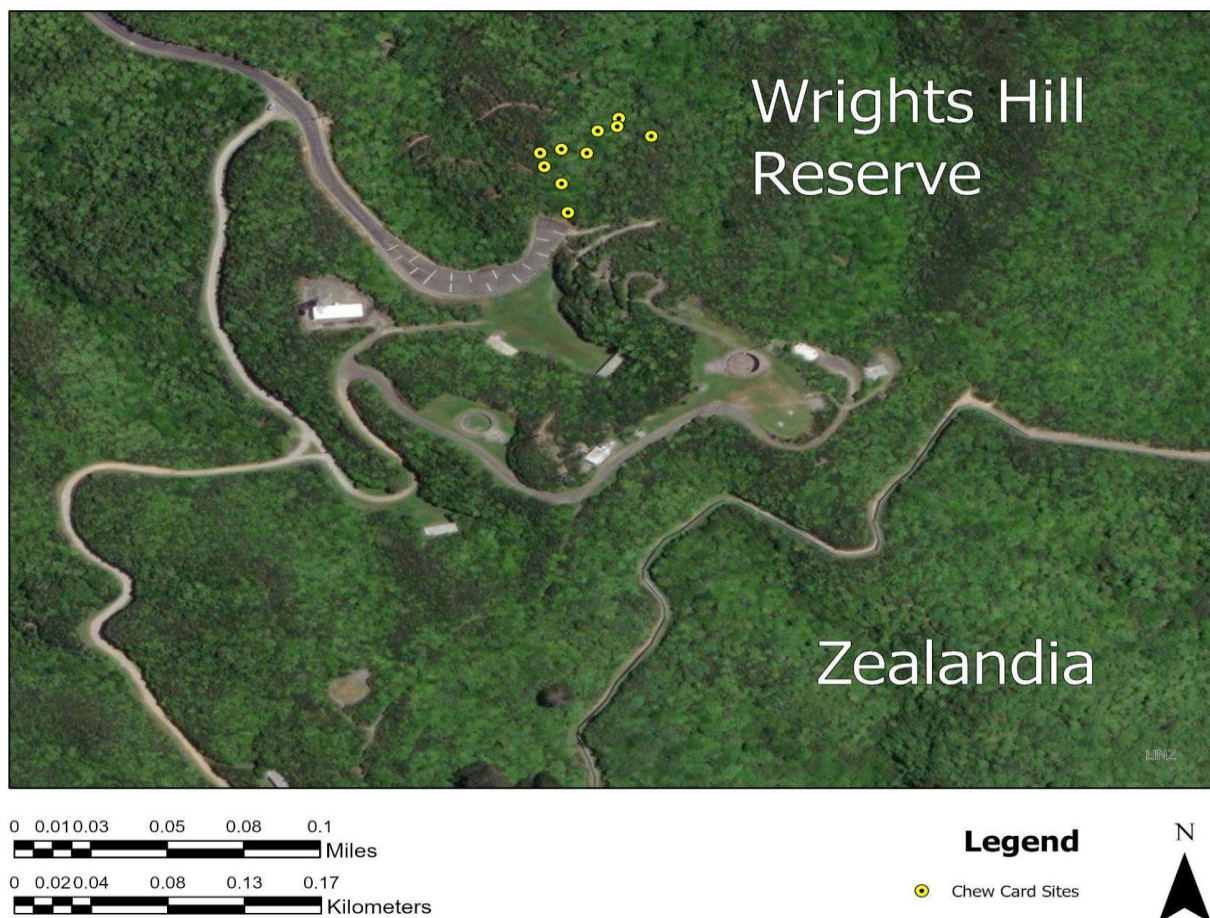 Wrights Hill
Reserve
Zealandia
LINZ
0 0.01 0.03 0.05 0.08 0.1
Miles
0 0.02 0.04 0.08 0.13 0.17
Kilometers
Legend
Chew Card Sites
N